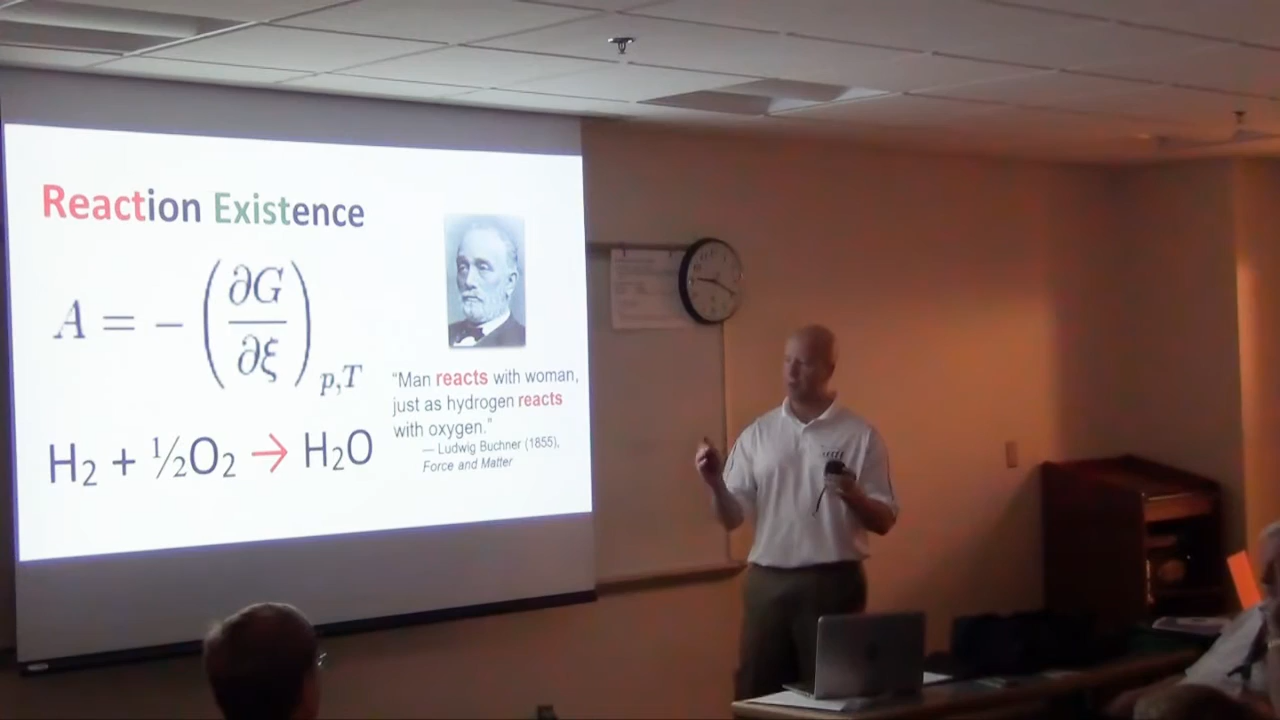 Reaction Existence
A = − (∂G/∂ξ)p,T
H₂ + ½O₂ → H₂O
“Man reacts with woman,
just as hydrogen reacts
with oxygen.”
— Ludwig Buchner (1855),
Force and Matter